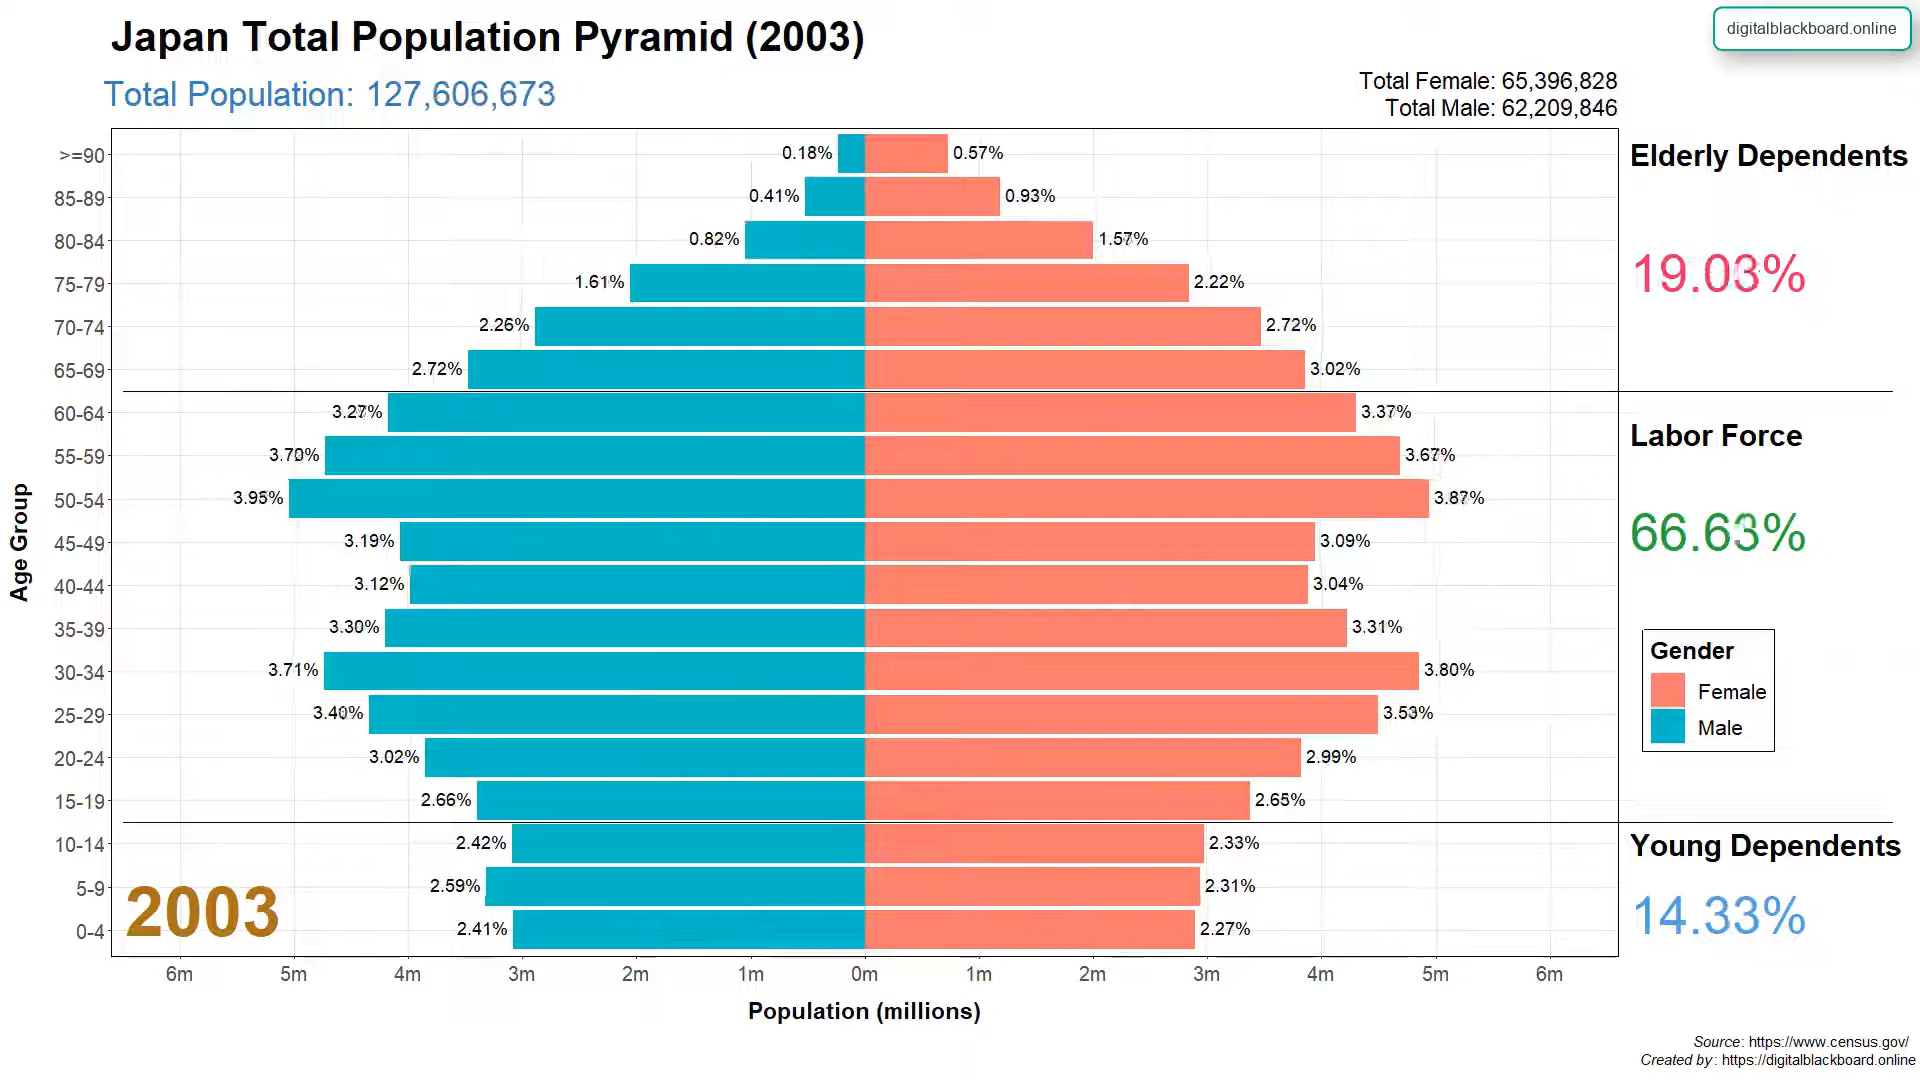 Japan Total Population Pyramid (2003)
digitalblackboard.online
Total Population: 127,606,673
Total Female: 65,396,828
Total Male: 62,209,846
>=90 0.18% 0.57%
85-89 0.41% 0.93%
80-84 0.82% 1.57%
75-79 1.61% 2.22%
70-74 2.26% 2.72%
65-69 2.72% 3.02%
60-64 3.27% 3.37%
55-59 3.70% 3.67%
50-54 3.95% 3.87%
45-49 3.19% 3.09%
40-44 3.12% 3.04%
35-39 3.30% 3.31%
30-34 3.71% 3.80%
25-29 3.40% 3.53%
20-24 3.02% 2.99%
15-19 2.66% 2.65%
10-14 2.42% 2.33%
5-9 2.59% 2.31%
0-4 2.41% 2.27%
Age Group
2003
6m 5m 4m 3m 2m 1m 0m 1m 2m 3m 4m 5m 6m
Population (millions)
Elderly Dependents
19.03%
Labor Force
66.63%
Gender
Female
Male
Young Dependents
14.33%
Source: https://www.census.gov/
Created by: https://digitalblackboard.online